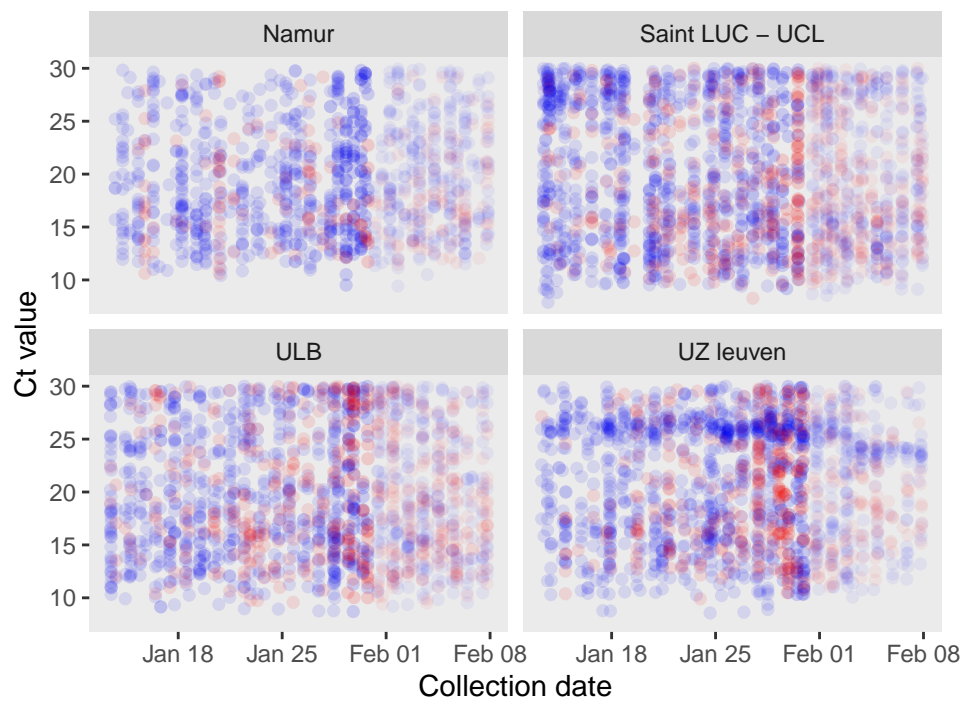 Namur
Saint LUC − UCL
30
25
20
15
10
ULB
UZ leuven
30
25
20
15
10
Ct value
Jan 18 Jan 25 Feb 01 Feb 08
Jan 18 Jan 25 Feb 01 Feb 08
Collection date